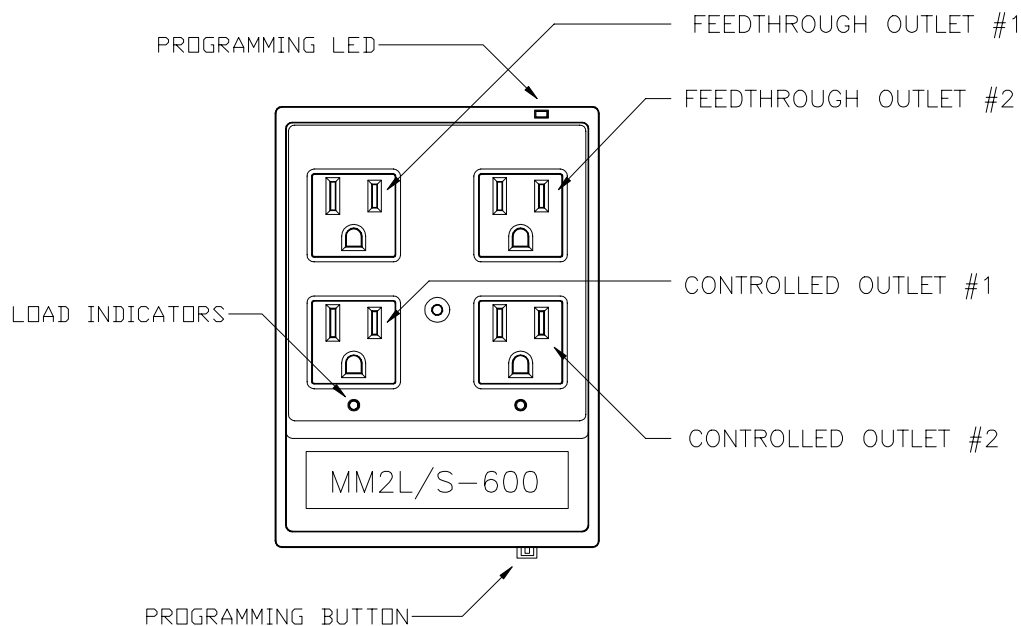 FEEDTHROUGH OUTLET #1
PROGRAMMING LED
FEEDTHROUGH OUTLET #2
CONTROLLED OUTLET #1
LOAD INDICATORS
CONTROLLED OUTLET #2
MM2L/S-600
PROGRAMMING BUTTON